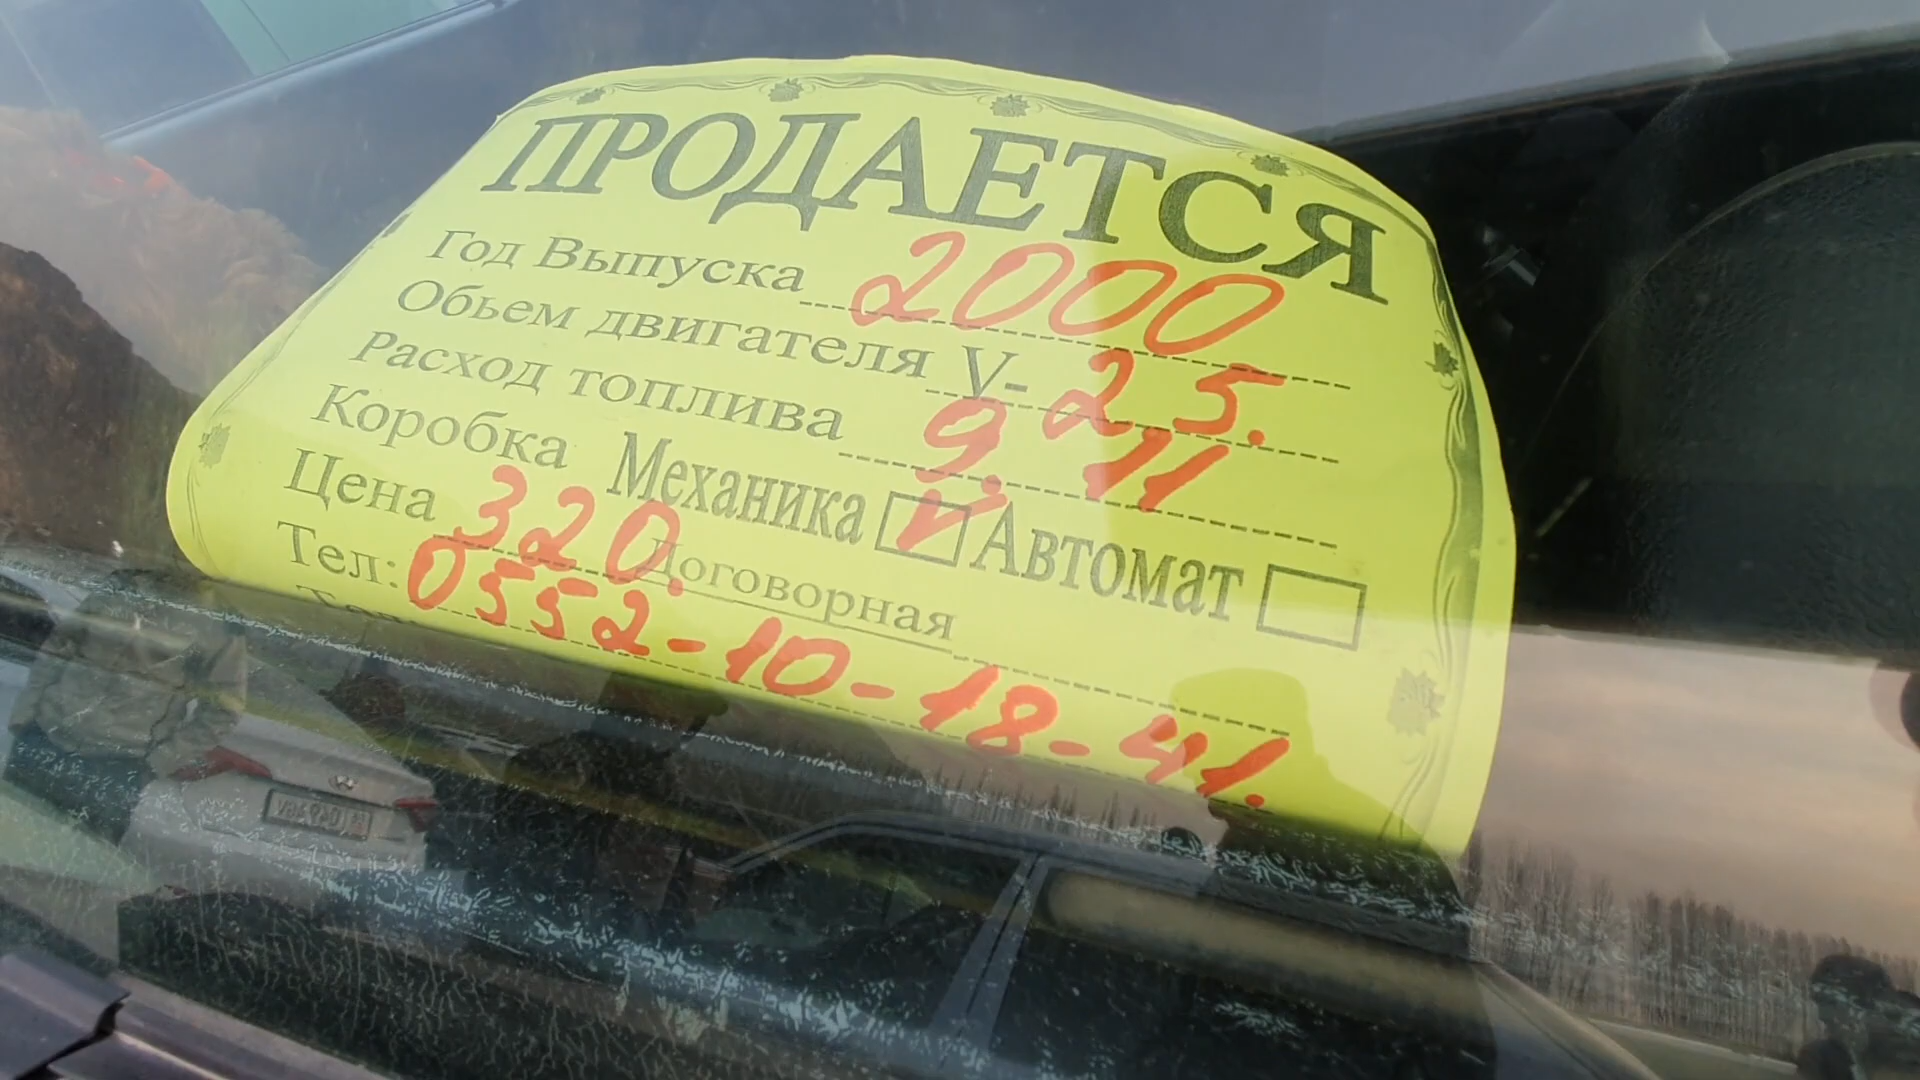 ПРОДАЕТСЯ
Год Выпуска 2000
Обьем двигателя V- 2,5.
Расход топлива 9.11
Коробка Механика V Автомат
Цена 320. Договорная
Тел: 0552-10-18-41.